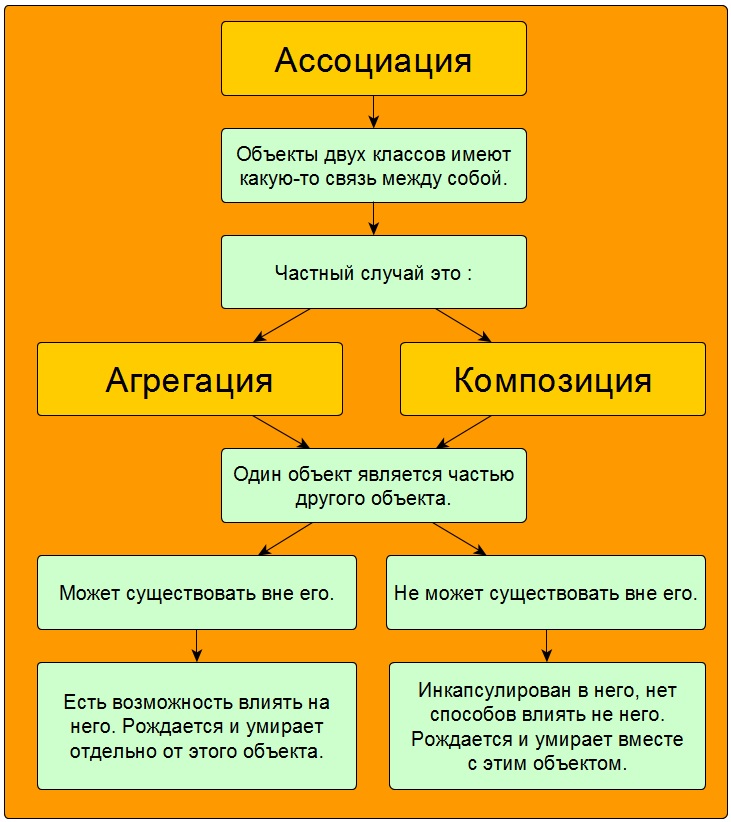 Ассоциация
Объекты двух классов имеют
какую-то связь между собой.
Частный случай это :
Агрегация
Композиция
Один объект является частью
другого объекта.
Может существовать вне его.
Не может существовать вне его.
Есть возможность влиять на
него. Рождается и умирает
отдельно от этого объекта.
Инкапсулирован в него, нет
способов влиять не него.
Рождается и умирает вместе
с этим объектом.